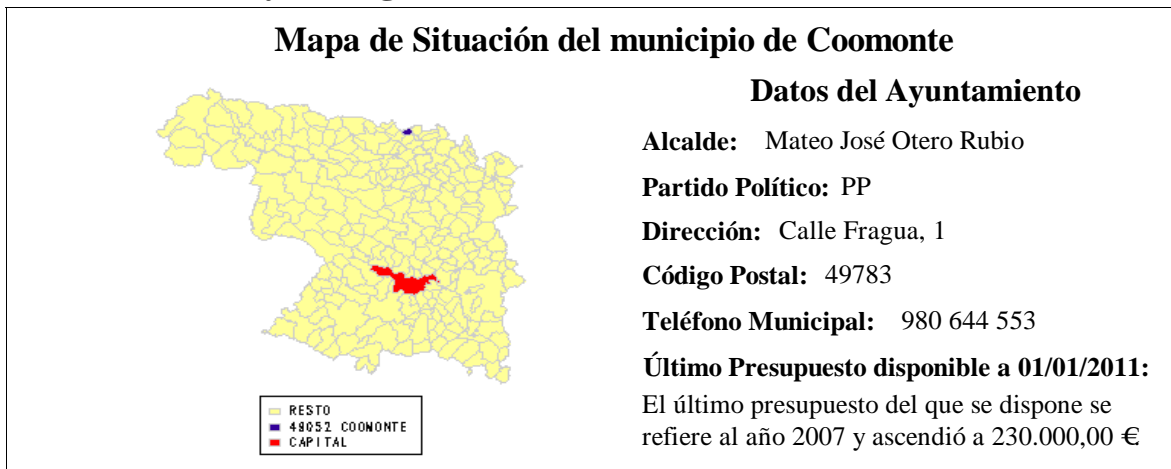 Mapa de Situación del municipio de Coomonte
Datos del Ayuntamiento
Alcalde: Mateo José Otero Rubio
Partido Político: PP
Dirección: Calle Fragua, 1
Código Postal: 49783
Teléfono Municipal: 980 644 553
Último Presupuesto disponible a 01/01/2011:
El último presupuesto del que se dispone se
refiere al año 2007 y ascendió a 230.000,00 €
RESTO
49052 COOMONTE
CAPITAL